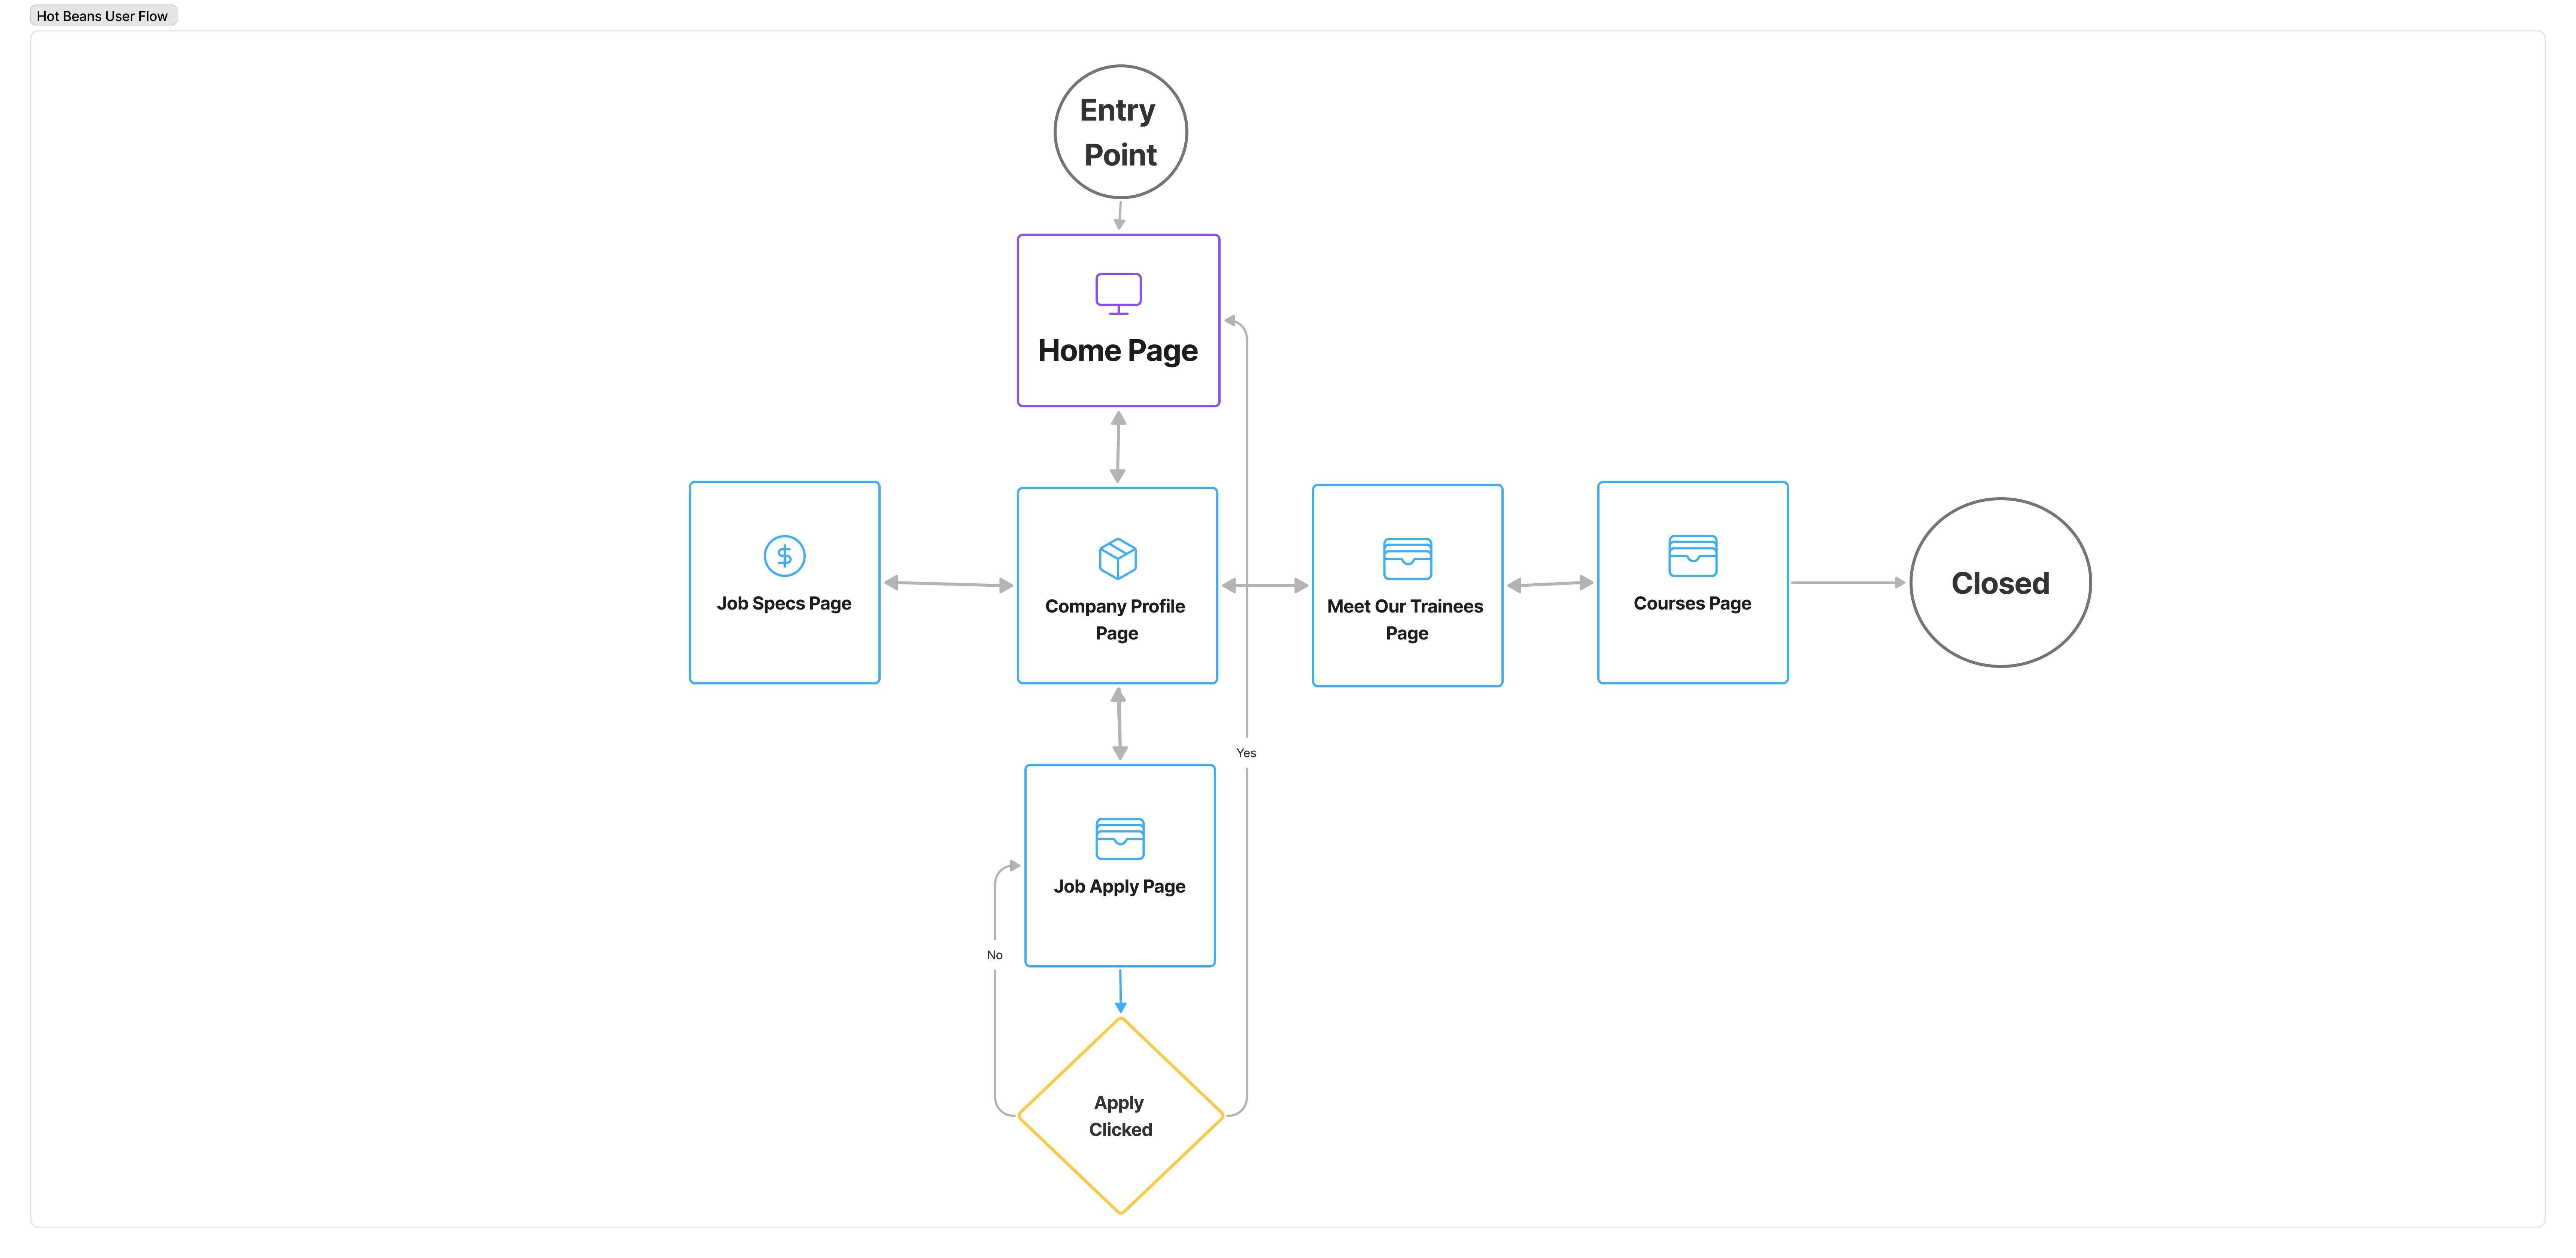 Hot Beans User Flow
Entry
Point
Home Page
$
Job Specs Page
Company Profile
Page
Meet Our Trainees
Page
Courses Page
Closed
Yes
Job Apply Page
No
Apply
Clicked